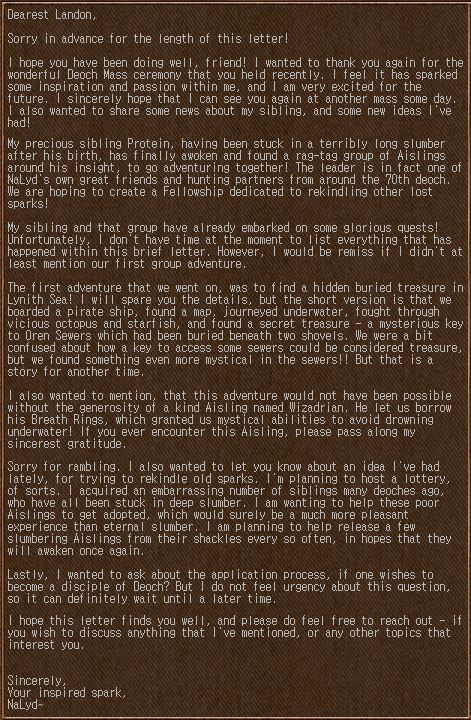 Dearest Landon,
Sorry in advance for the length of this letter!
I hope you have been doing well, friend! I wanted to thank you again for the
wonderful Deoch Mass ceremony that you held recently. I feel it has sparked
some inspiration and passion within me, and I am very excited for the
future. I sincerely hope that I can see you again at another mass some day.
I also wanted to share some news about my sibling, and some new ideas I've
had!
My precious sibling Protein, having been stuck in a terribly long slumber
after his birth, has finally awoken and found a rag-tag group of Aislings
around his insight, to go adventuring together! The leader is in fact one of
NaLyd's own great friends and hunting partners from around the 70th deoch.
We are hoping to create a Fellowship dedicated to rekindling other lost
sparks!
My sibling and that group have already embarked on some glorious quests!
Unfortunately, I don't have time at the moment to list everything that has
happened within this brief letter. However, I would be remiss if I didn't at
least mention our first group adventure.
The first adventure that we went on, was to find a hidden buried treasure in
Lynith Sea! I will spare you the details, but the short version is that we
boarded a pirate ship, found a map, journeyed underwater, fought through
vicious octopus and starfish, and found a secret treasure - a mysterious key
to Oren Sewers which had been buried beneath two shovels. We were a bit
confused about how a key to access some sewers could be considered treasure,
but we found something even more mystical in the sewers!! But that is a
story for another time.
I also wanted to mention, that this adventure would not have been possible
without the generosity of a kind Aisling named Wizadrian. He let us borrow
his Breath Rings, which granted us mystical abilities to avoid drowning
underwater! If you ever encounter this Aisling, please pass along my
sincerest gratitude.
Sorry for rambling. I also wanted to let you know about an idea I've had
lately, for trying to rekindle old sparks. I'm planning to host a lottery,
of sorts. I acquired an embarrassing number of siblings many deoches ago,
who have all been stuck in deep slumber. I am wanting to help these poor
Aislings to get adopted, which would surely be a much more pleasant
experience than eternal slumber. I am planning to help release a few
slumbering Aislings from their shackles every so often, in hopes that they
will awaken once again.
Lastly, I wanted to ask about the application process, if one wishes to
become a disciple of Deoch? But I do not feel urgency about this question,
so it can definitely wait until a later time.
I hope this letter finds you well, and please do feel free to reach out - if
you wish to discuss anything that I've mentioned, or any other topics that
interest you.
Sincerely,
Your inspired spark,
NaLyd~